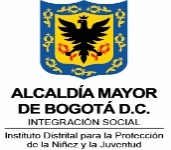 ALCALDÍA MAYOR
DE BOGOTÁ D.C.
INTEGRACIÓN SOCIAL
Instituto Distrital para la Protección
de la Niñez y la Juventud